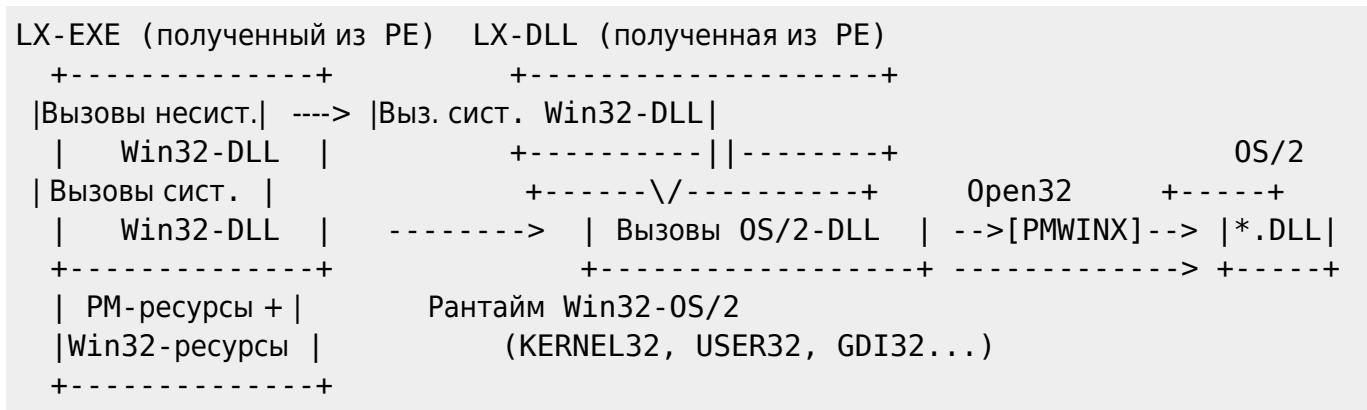 LX-EXE (полученный из PE)  LX-DLL (полученная из PE)
+--------------+          +---------------------+
|Вызовы несист.| ----> |Выз. сист. Win32-DLL|
|   Win32-DLL  |          +----------||--------+                OS/2
| Вызовы сист. |          +------\/----------+     Open32     +-----+
|   Win32-DLL  |   -------->  | Вызовы OS/2-DLL  | -->[PMWINX]--> |*.DLL|
+--------------+              +------------------+ -------------> +-----+
| PM-ресурсы + |      Рантайм Win32-OS/2
|Win32-ресурсы |         (KERNEL32, USER32, GDI32...)
+--------------+